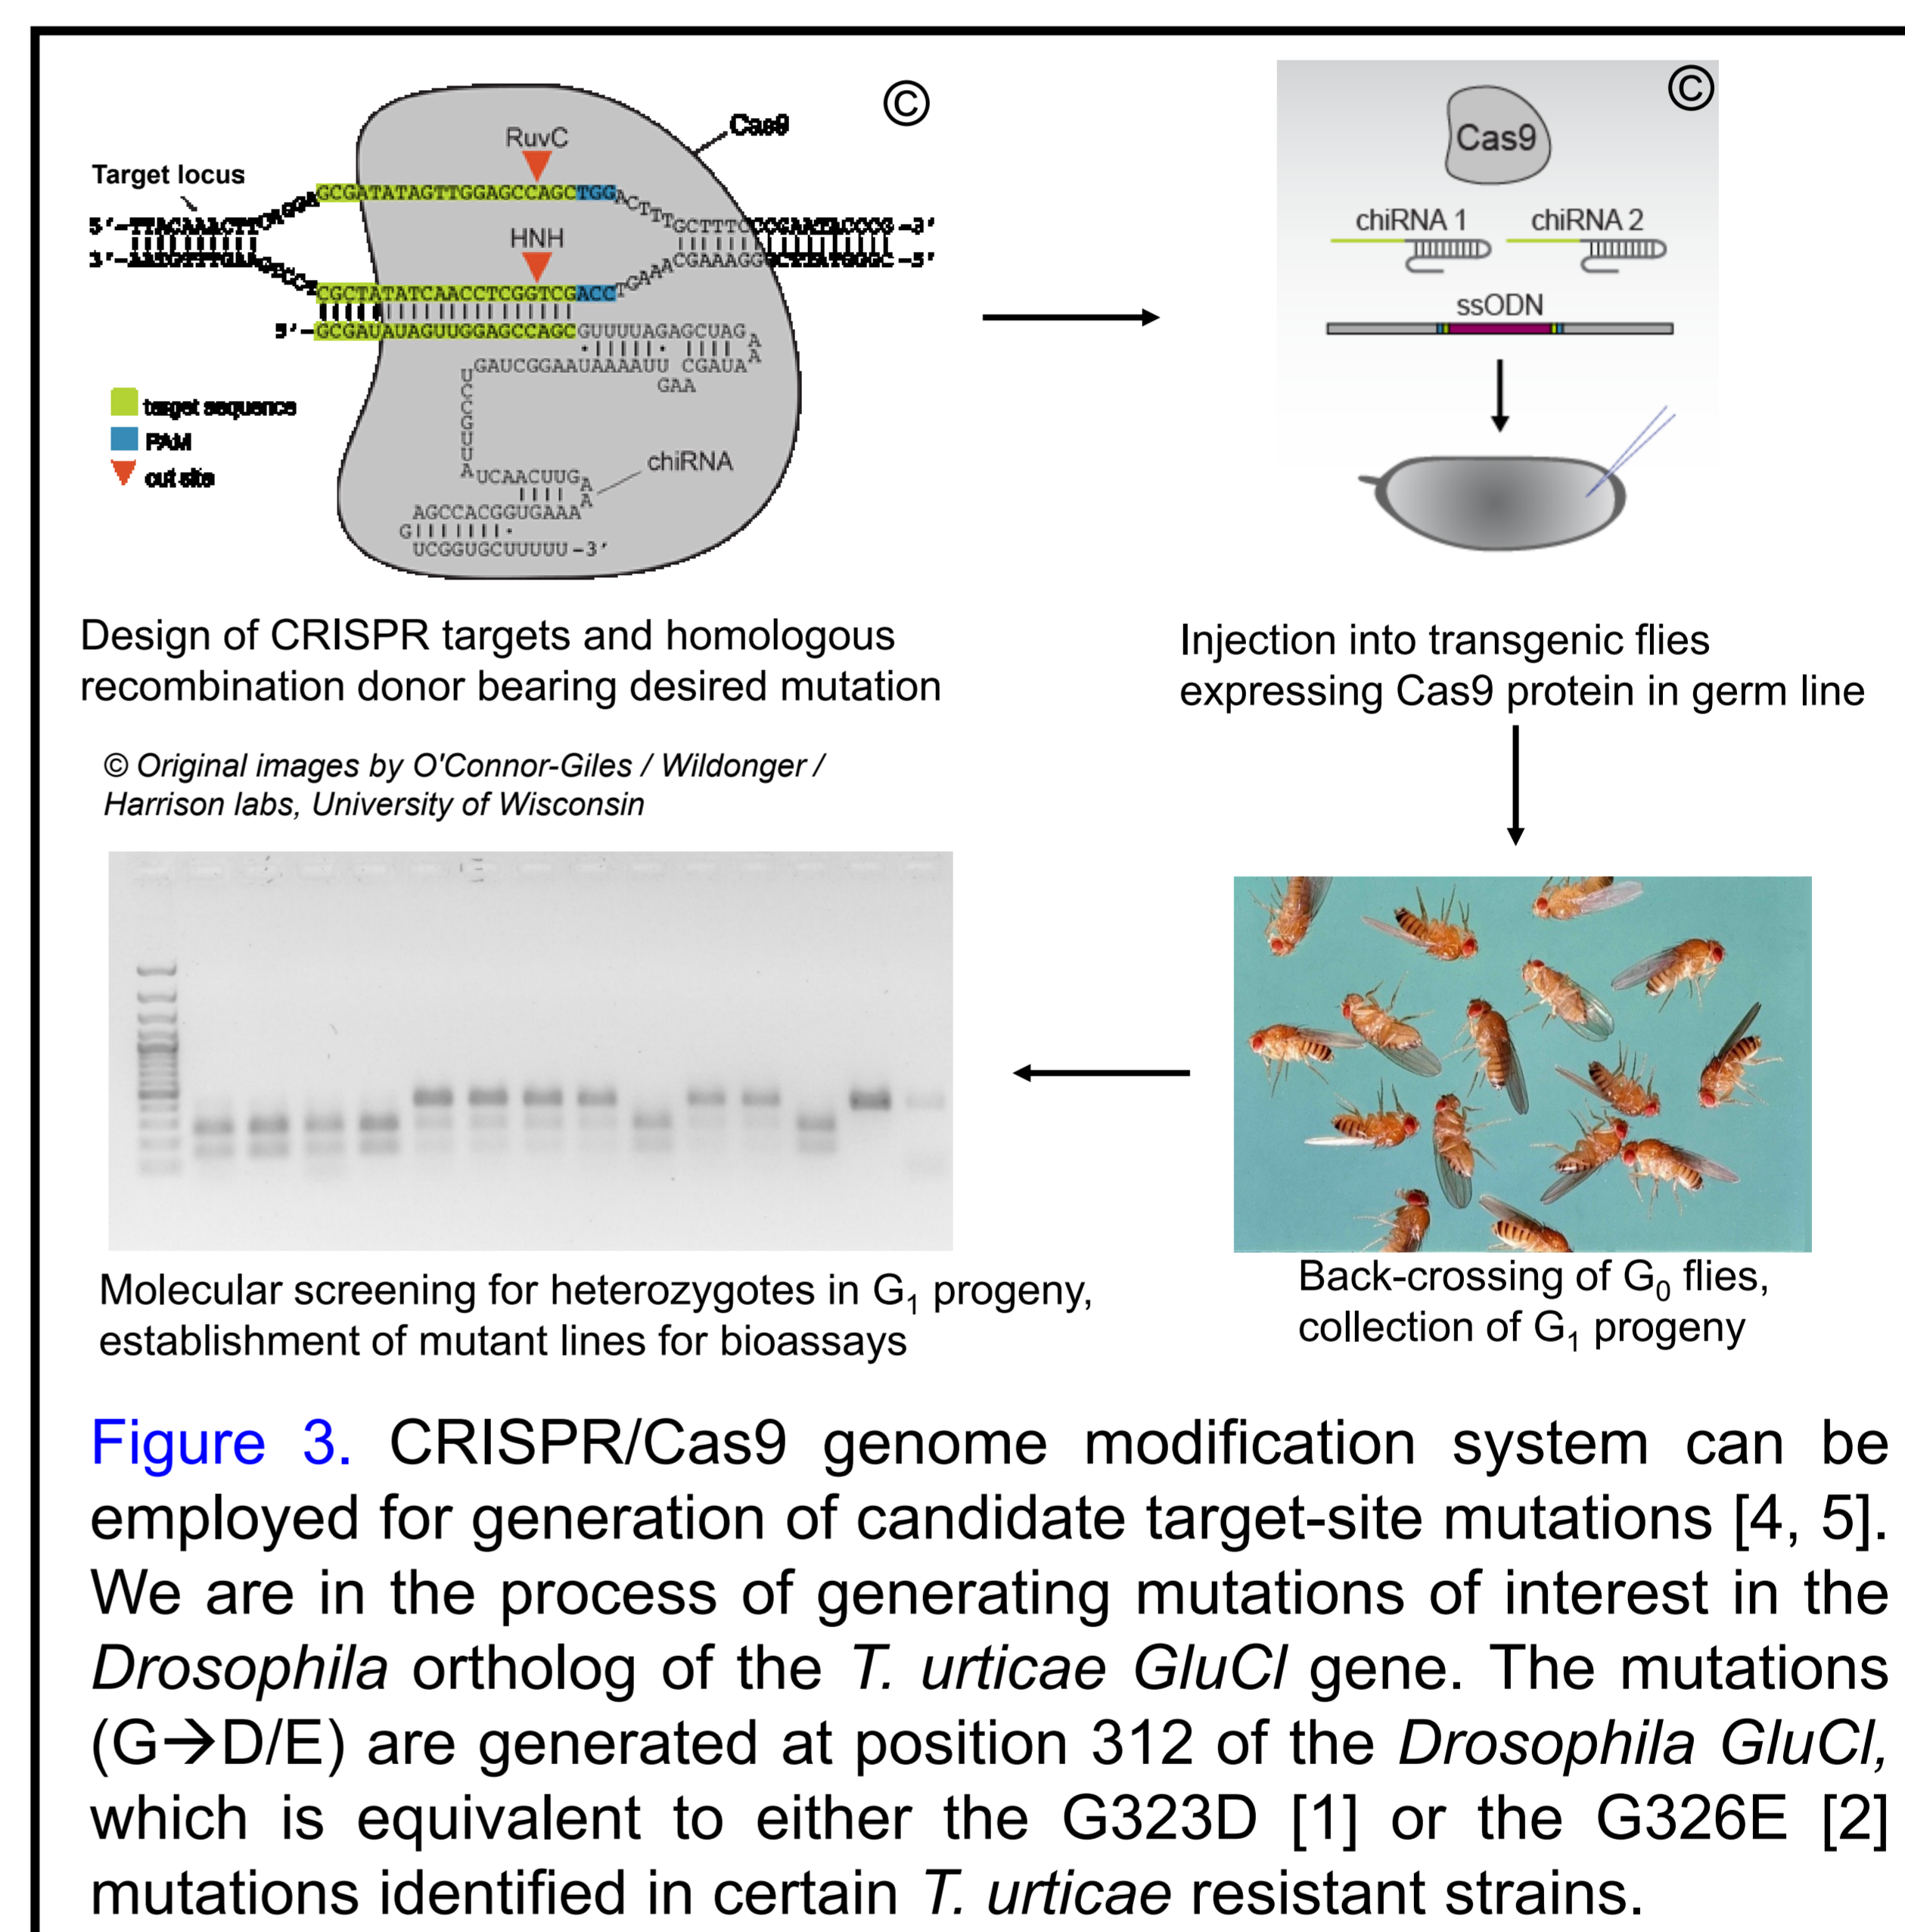 ©
Cas9
RuvC
Target locus
GCGATATAGTTGGAGCCAGCTGG
ACTTT
GCTTTC
HNH
CGAAAGG
TGAAA
CGCTATATCAACCTCGGTCGACC
5′-GCGAUAUAGUUGGAGCCAGCGUUUUAGAGCUAG
A
A
GAUCGGAAUAAAAUU CGAUA
A
GAA
UCCGUUA
target sequence
PAM
cut site
chiRNA
UCAACUUG
A
A
AGCCACGGUGAAA
G
UCGGUGCUUUUU-3′
Design of CRISPR targets and homologous
recombination donor bearing desired mutation
©
Cas9
chiRNA 1 chiRNA 2
ssODN
Injection into transgenic flies
expressing Cas9 protein in germ line
© Original images by O'Connor-Giles / Wildonger /
Harrison labs, University of Wisconsin
Back-crossing of G₀ flies,
collection of G₁ progeny
Molecular screening for heterozygotes in G₁ progeny,
establishment of mutant lines for bioassays
Figure 3. CRISPR/Cas9 genome modification system can be
employed for generation of candidate target-site mutations [4, 5].
We are in the process of generating mutations of interest in the
Drosophila ortholog of the T. urticae GluCl gene. The mutations
(G→D/E) are generated at position 312 of the Drosophila GluCl,
which is equivalent to either the G323D [1] or the G326E [2]
mutations identified in certain T. urticae resistant strains.